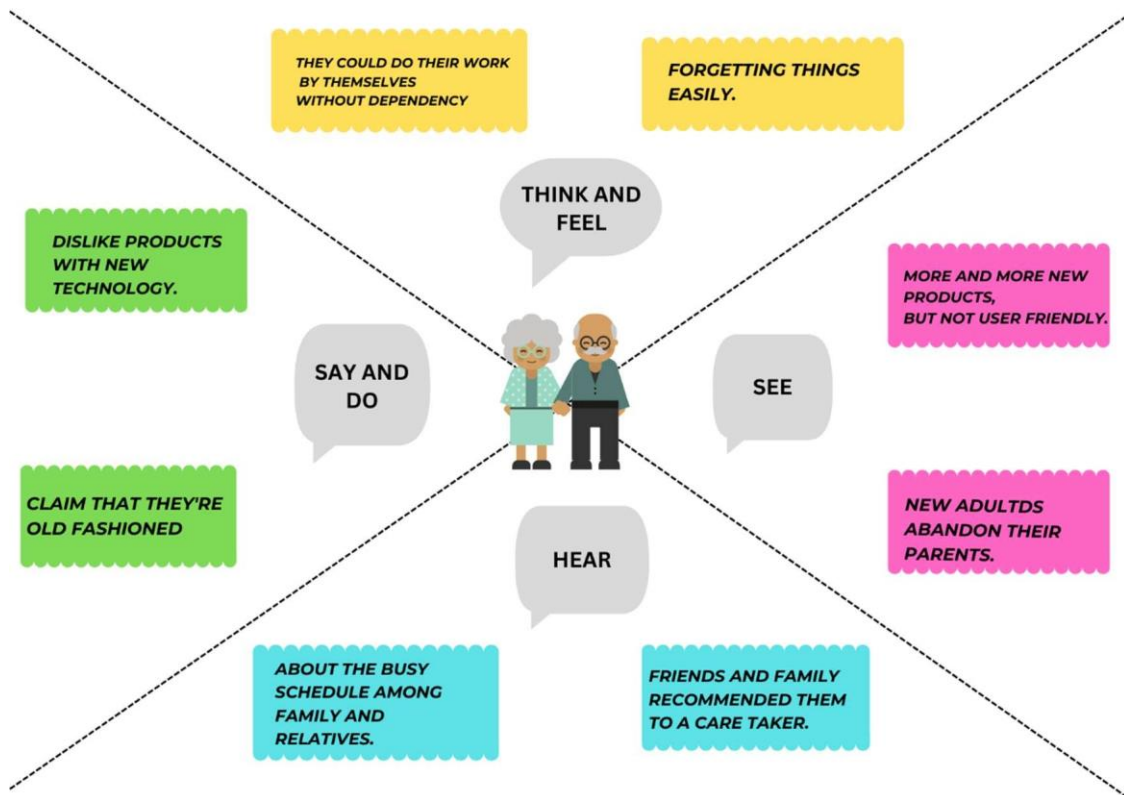 THEY COULD DO THEIR WORK
BY THEMSELVES
WITHOUT DEPENDENCY
FORGETTING THINGS
EASILY.
THINK AND
FEEL
DISLIKE PRODUCTS
WITH NEW
TECHNOLOGY.
MORE AND MORE NEW
PRODUCTS,
BUT NOT USER FRIENDLY.
SAY AND
DO
SEE
CLAIM THAT THEY'RE
OLD FASHIONED
NEW ADULTDS
ABANDON THEIR
PARENTS.
HEAR
ABOUT THE BUSY
SCHEDULE AMONG
FAMILY AND
RELATIVES.
FRIENDS AND FAMILY
RECOMMENDED THEM
TO A CARE TAKER.